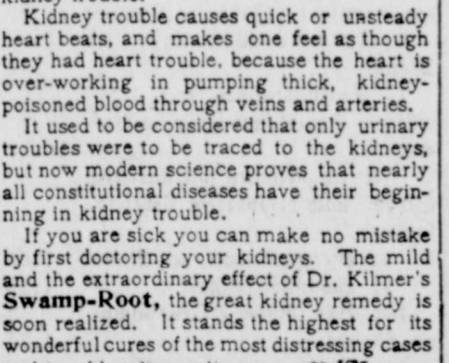 Kidney trouble causes quick or unsteady
heart beats, and makes one feel as though
they had heart trouble, because the heart is
over-working in pumping thick, kidney-
poisoned blood through veins and arteries.
It used to be considered that only urinary
troubles were to be traced to the kidneys,
but now modern science proves that nearly
all constitutional diseases have their begin-
ning in kidney trouble.
If you are sick you can make no mistake
by first doctoring your kidneys. The mild
and the extraordinary effect of Dr. Kilmer's
Swamp-Root, the great kidney remedy is
soon realized. It stands the highest for its
wonderful cures of the most distressing cases